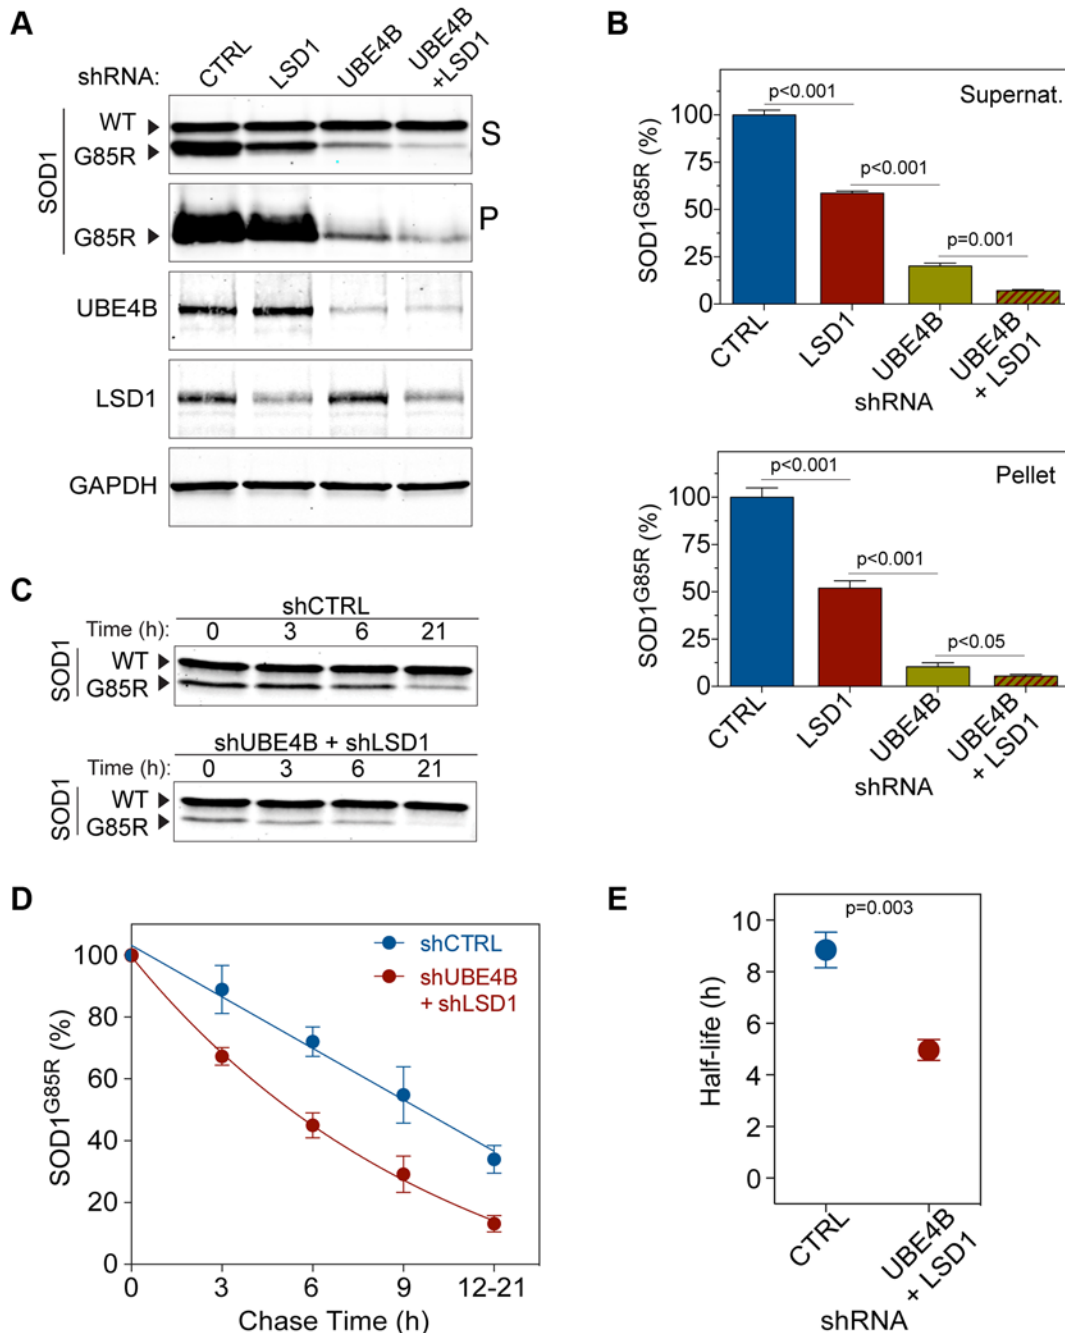 A
shRNA:
CTRL
LSD1
UBE4B
UBE4B
+LSD1
SOD1
WT
G85R
S
G85R
P
UBE4B
LSD1
GAPDH
B
Supernat.
SOD1G85R (%)
100
75
50
25
0
p<0.001
p<0.001
p=0.001
CTRL
LSD1
UBE4B
UBE4B
+ LSD1
shRNA
Pellet
SOD1G85R (%)
100
75
50
25
0
p<0.001
p<0.001
p<0.05
CTRL
LSD1
UBE4B
UBE4B
+ LSD1
shRNA
C
shCTRL
Time (h): 0 3 6 21
SOD1
WT
G85R
shUBE4B + shLSD1
Time (h): 0 3 6 21
SOD1
WT
G85R
D
SOD1G85R (%)
100
80
60
40
20
0
shCTRL
shUBE4B
+ shLSD1
0 3 6 9 12-21
Chase Time (h)
E
Half-life (h)
10
8
6
4
2
0
p=0.003
CTRL
UBE4B
+ LSD1
shRNA